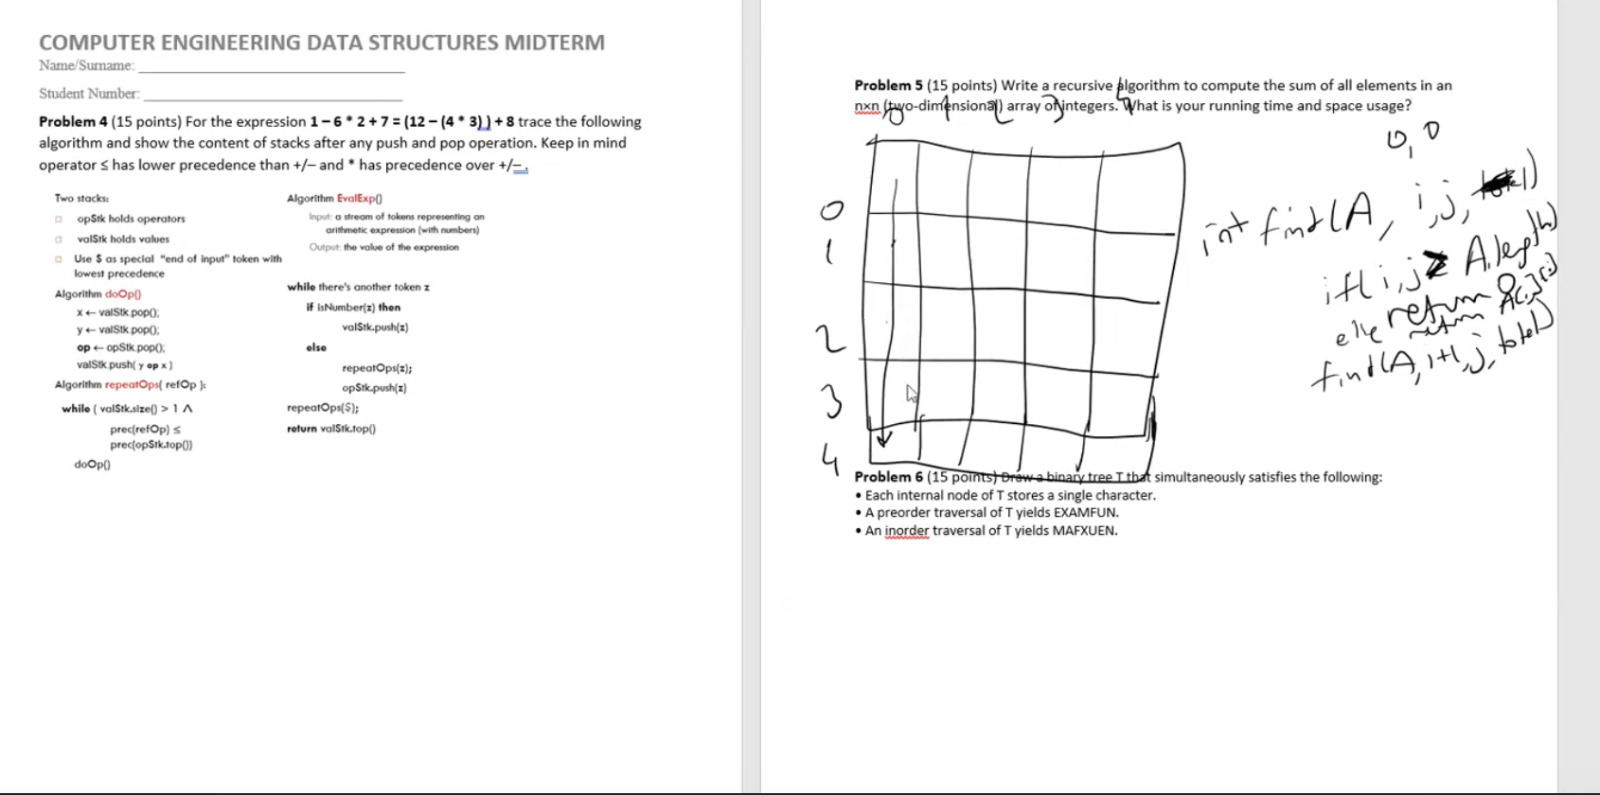 COMPUTER ENGINEERING DATA STRUCTURES MIDTERM
Name/Surname:
Student Number:
Problem 4 (15 points) For the expression 1 – 6 * 2 + 7 = (12 – (4 * 3) ) + 8 trace the following
algorithm and show the content of stacks after any push and pop operation. Keep in mind
operator ≤ has lower precedence than +/– and * has precedence over +/–.
Two stacks:
opStk holds operators
valStk holds values
Use $ as special "end of input" token with
lowest precedence
Algorithm doOp()
x ← valStk.pop();
y ← valStk.pop();
op ← opStk.pop();
valStk.push( y op x )
Algorithm repeatOps( refOp ):
while ( valStk.size() > 1 ∧
prec(refOp) ≤
prec(opStk.top())
doOp()
Algorithm EvalExp()
Input: a stream of tokens representing an
arithmetic expression (with numbers)
Output: the value of the expression
while there's another token z
if isNumber(z) then
valStk.push(z)
else
repeatOps(z);
opStk.push(z)
repeatOps($);
return valStk.top()
Problem 5 (15 points) Write a recursive algorithm to compute the sum of all elements in an
nxn (two-dimensional) array of integers. What is your running time and space usage?
0 1 2 3 4
0
1
2
3
4
0, 0
int find(A, i, j,
if(i,j A.length)
return 0
else return A[i][j]
find(A, i+1, j, total)
Problem 6 (15 points) Draw a binary tree T that simultaneously satisfies the following:
• Each internal node of T stores a single character.
• A preorder traversal of T yields EXAMFUN.
• An inorder traversal of T yields MAFXUEN.